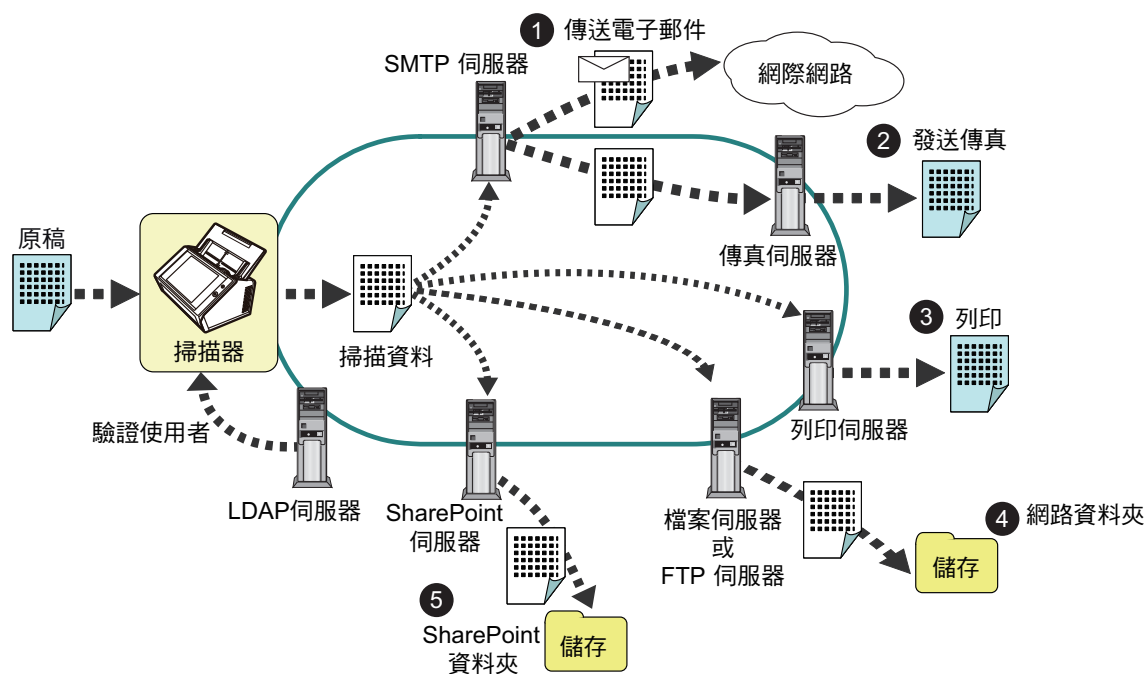 1 傳送電子郵件
SMTP 伺服器
網際網路
2 發送傳真
原稿
傳真伺服器
3 列印
掃描器
掃描資料
驗證使用者
列印伺服器
LDAP伺服器
SharePoint
伺服器
檔案伺服器
或
FTP 伺服器
4 網路資料夾
儲存
5
SharePoint
資料夾
儲存